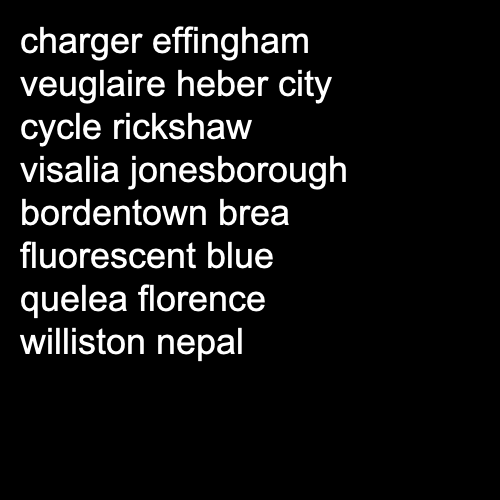 charger effingham
veuglaire heber city
cycle rickshaw
visalia jonesborough
bordentown brea
fluorescent blue
quelea florence
williston nepal